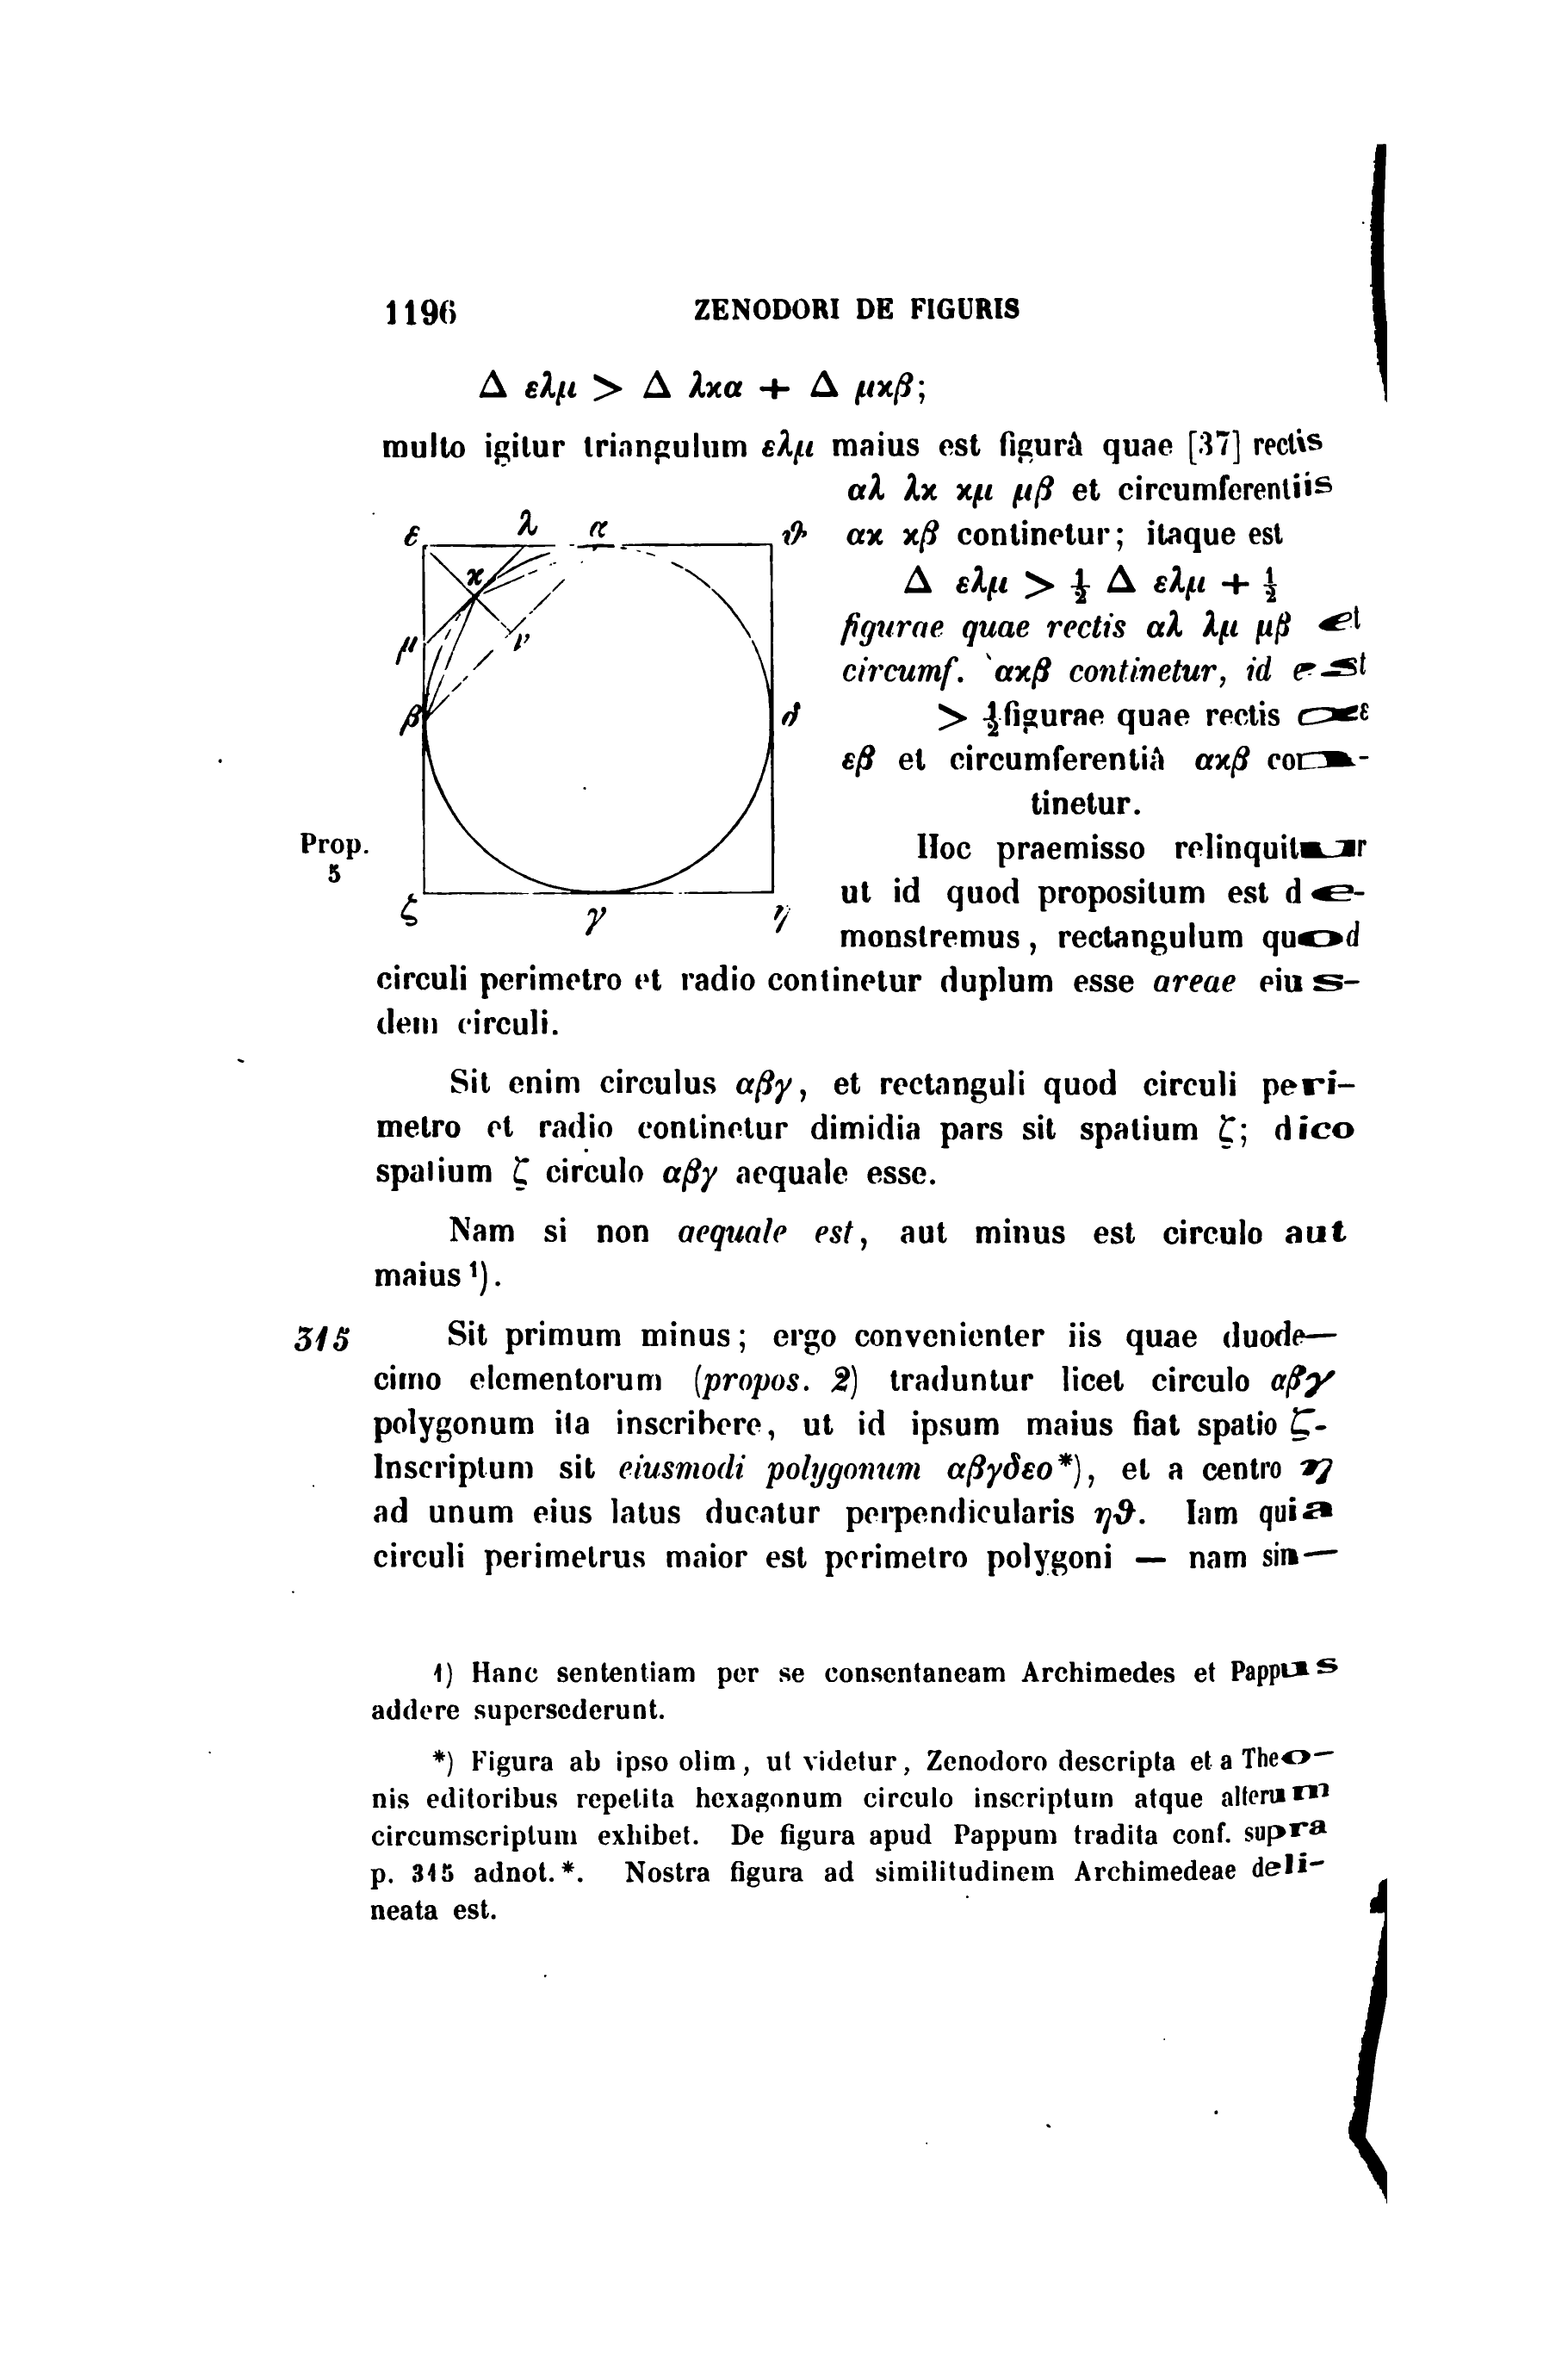 1196 ZENODORI DE FIGURIS
Δ ελμ > Δ λκα + Δ μκβ;
multo igitur triangulum ελμ maius est figurâ quae [37] rectis
αλ λκ κμ μβ et circumferentiis
ακ κβ continetur; itaque est
Δ ελμ > ½ Δ ελμ + ½
figurae quae rectis αλ λμ μβ et
circumf. ακβ continetur, id est
> ½ figurae quae rectis αε
εβ et circumferentiâ ακβ con-
tinetur.
ε λ α ϑ
κ
μ ν
β δ
ζ γ η
Prop.
5
Hoc praemisso relinquitur
ut id quod propositum est de-
monstremus, rectangulum quod
circuli perimetro et radio continetur duplum esse areae eius-
dem circuli.
Sit enim circulus αβγ, et rectanguli quod circuli peri-
metro et radio continetur dimidia pars sit spatium ζ; dico
spatium ζ circulo αβγ aequale esse.
Nam si non aequale est, aut minus est circulo aut
maius ¹).
315 Sit primum minus; ergo convenienter iis quae duode-
cimo elementorum (propos. 2) traduntur licet circulo αβγ
polygonum ita inscribere, ut id ipsum maius fiat spatio ζ.
Inscriptum sit eiusmodi polygonum αβγδεο*), et a centro η
ad unum eius latus ducatur perpendicularis ηϑ. Iam quia
circuli perimetrus maior est perimetro polygoni — nam sin-
1) Hanc sententiam per se consentaneam Archimedes et Pappus
addere supersederunt.
*) Figura ab ipso olim, ut videtur, Zenodoro descripta et a Theo-
nis editoribus repetita hexagonum circulo inscriptum atque alterum
circumscriptum exhibet. De figura apud Pappum tradita conf. supra
p. 315 adnot. *. Nostra figura ad similitudinem Archimedeae deli-
neata est.